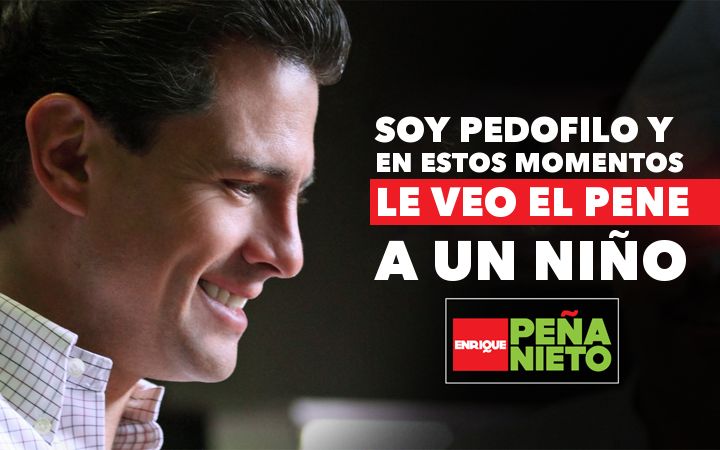 SOY PEDOFILO Y
EN ESTOS MOMENTOS
LE VEO EL PENE
A UN NIÑO
ENRIQUE
PEÑA
NIETO